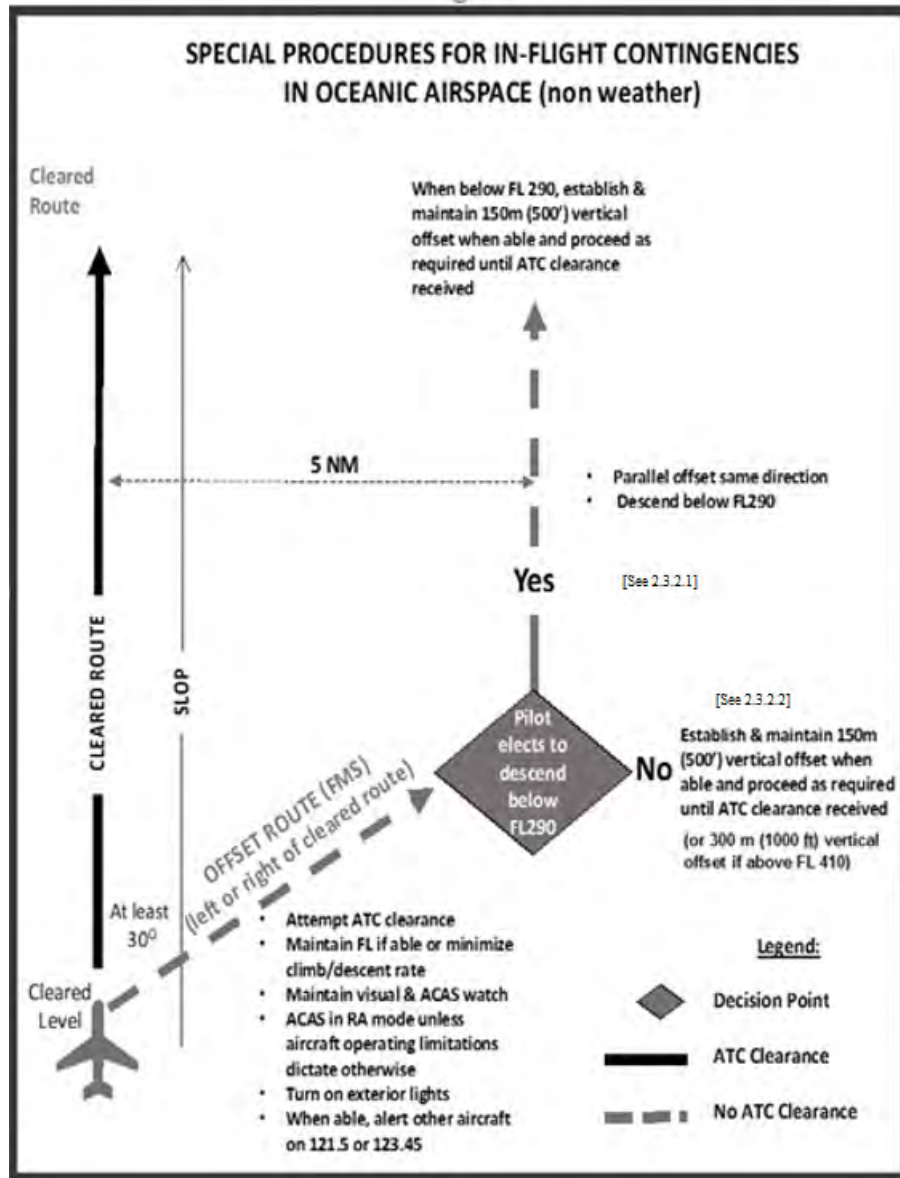 SPECIAL PROCEDURES FOR IN-FLIGHT CONTINGENCIES
IN OCEANIC AIRSPACE (non weather)
Cleared
Route
When below FL 290, establish &
maintain 150m (500') vertical
offset when able and proceed as
required until ATC clearance
received
5 NM
• Parallel offset same direction
• Descend below FL290
Yes
[See 2.3.2.1]
CLEARED ROUTE
SLOP
[See 2.3.2.2]
Pilot
elects to
descend
below
FL290
No
Establish & maintain 150m
(500') vertical offset when
able and proceed as required
until ATC clearance received
(or 300 m (1000 ft) vertical
offset if above FL 410)
OFFSET ROUTE (FMS)
(left or right of cleared route)
At least
30⁰
Cleared
Level
• Attempt ATC clearance
• Maintain FL if able or minimize
climb/descent rate
• Maintain visual & ACAS watch
• ACAS in RA mode unless
aircraft operating limitations
dictate otherwise
• Turn on exterior lights
• When able, alert other aircraft
on 121.5 or 123.45
Legend:
Decision Point
ATC Clearance
No ATC Clearance